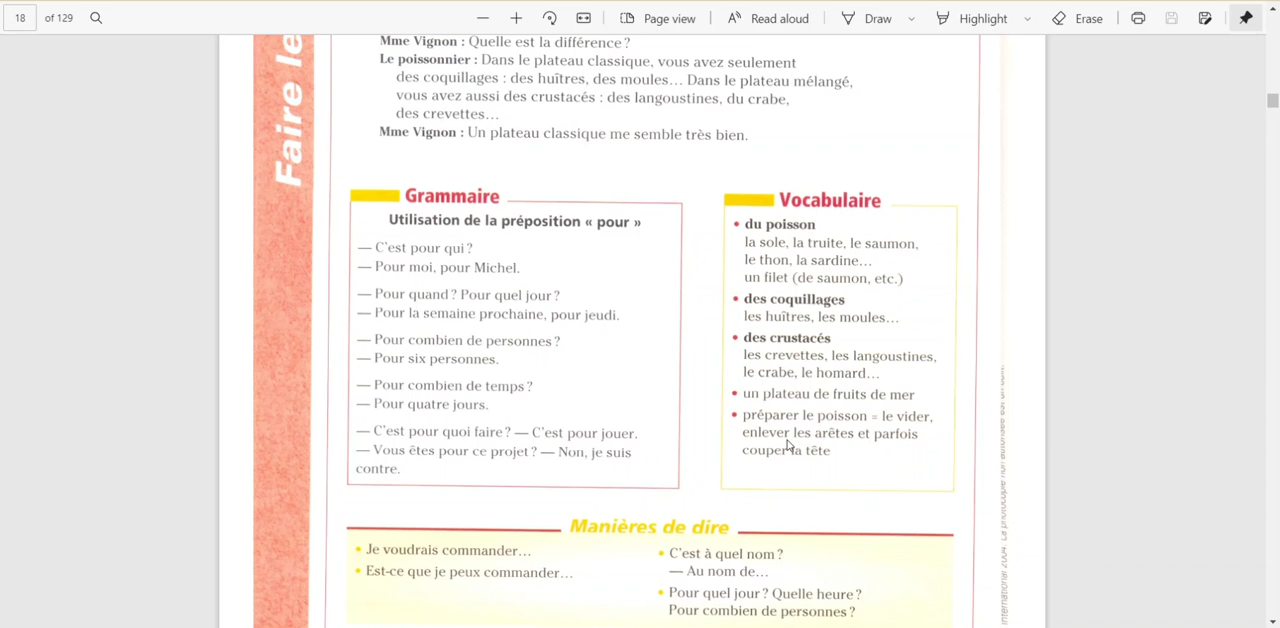 18 of 129 Page view Read aloud Draw Highlight Erase
Faire le
Mme Vignon : Quelle est la différence ?
Le poissonnier : Dans le plateau classique, vous avez seulement
des coquillages : des huîtres, des moules… Dans le plateau mélangé,
vous avez aussi des crustacés : des langoustines, du crabe,
des crevettes…
Mme Vignon : Un plateau classique me semble très bien.
Grammaire
Utilisation de la préposition « pour »
— C'est pour qui ?
— Pour moi, pour Michel.
— Pour quand ? Pour quel jour ?
— Pour la semaine prochaine, pour jeudi.
— Pour combien de personnes ?
— Pour six personnes.
— Pour combien de temps ?
— Pour quatre jours.
— C'est pour quoi faire ? — C'est pour jouer.
— Vous êtes pour ce projet ? — Non, je suis
contre.
Vocabulaire
• du poisson
la sole, la truite, le saumon,
le thon, la sardine…
un filet (de saumon, etc.)
• des coquillages
les huîtres, les moules…
• des crustacés
les crevettes, les langoustines,
le crabe, le homard…
• un plateau de fruits de mer
• préparer le poisson = le vider,
enlever les arêtes et parfois
couper la tête
Manières de dire
• Je voudrais commander…
• Est-ce que je peux commander…
• C'est à quel nom ?
— Au nom de…
• Pour quel jour ? Quelle heure ?
Pour combien de personnes ?
international 2004. La photocopie non autorisée est un délit.